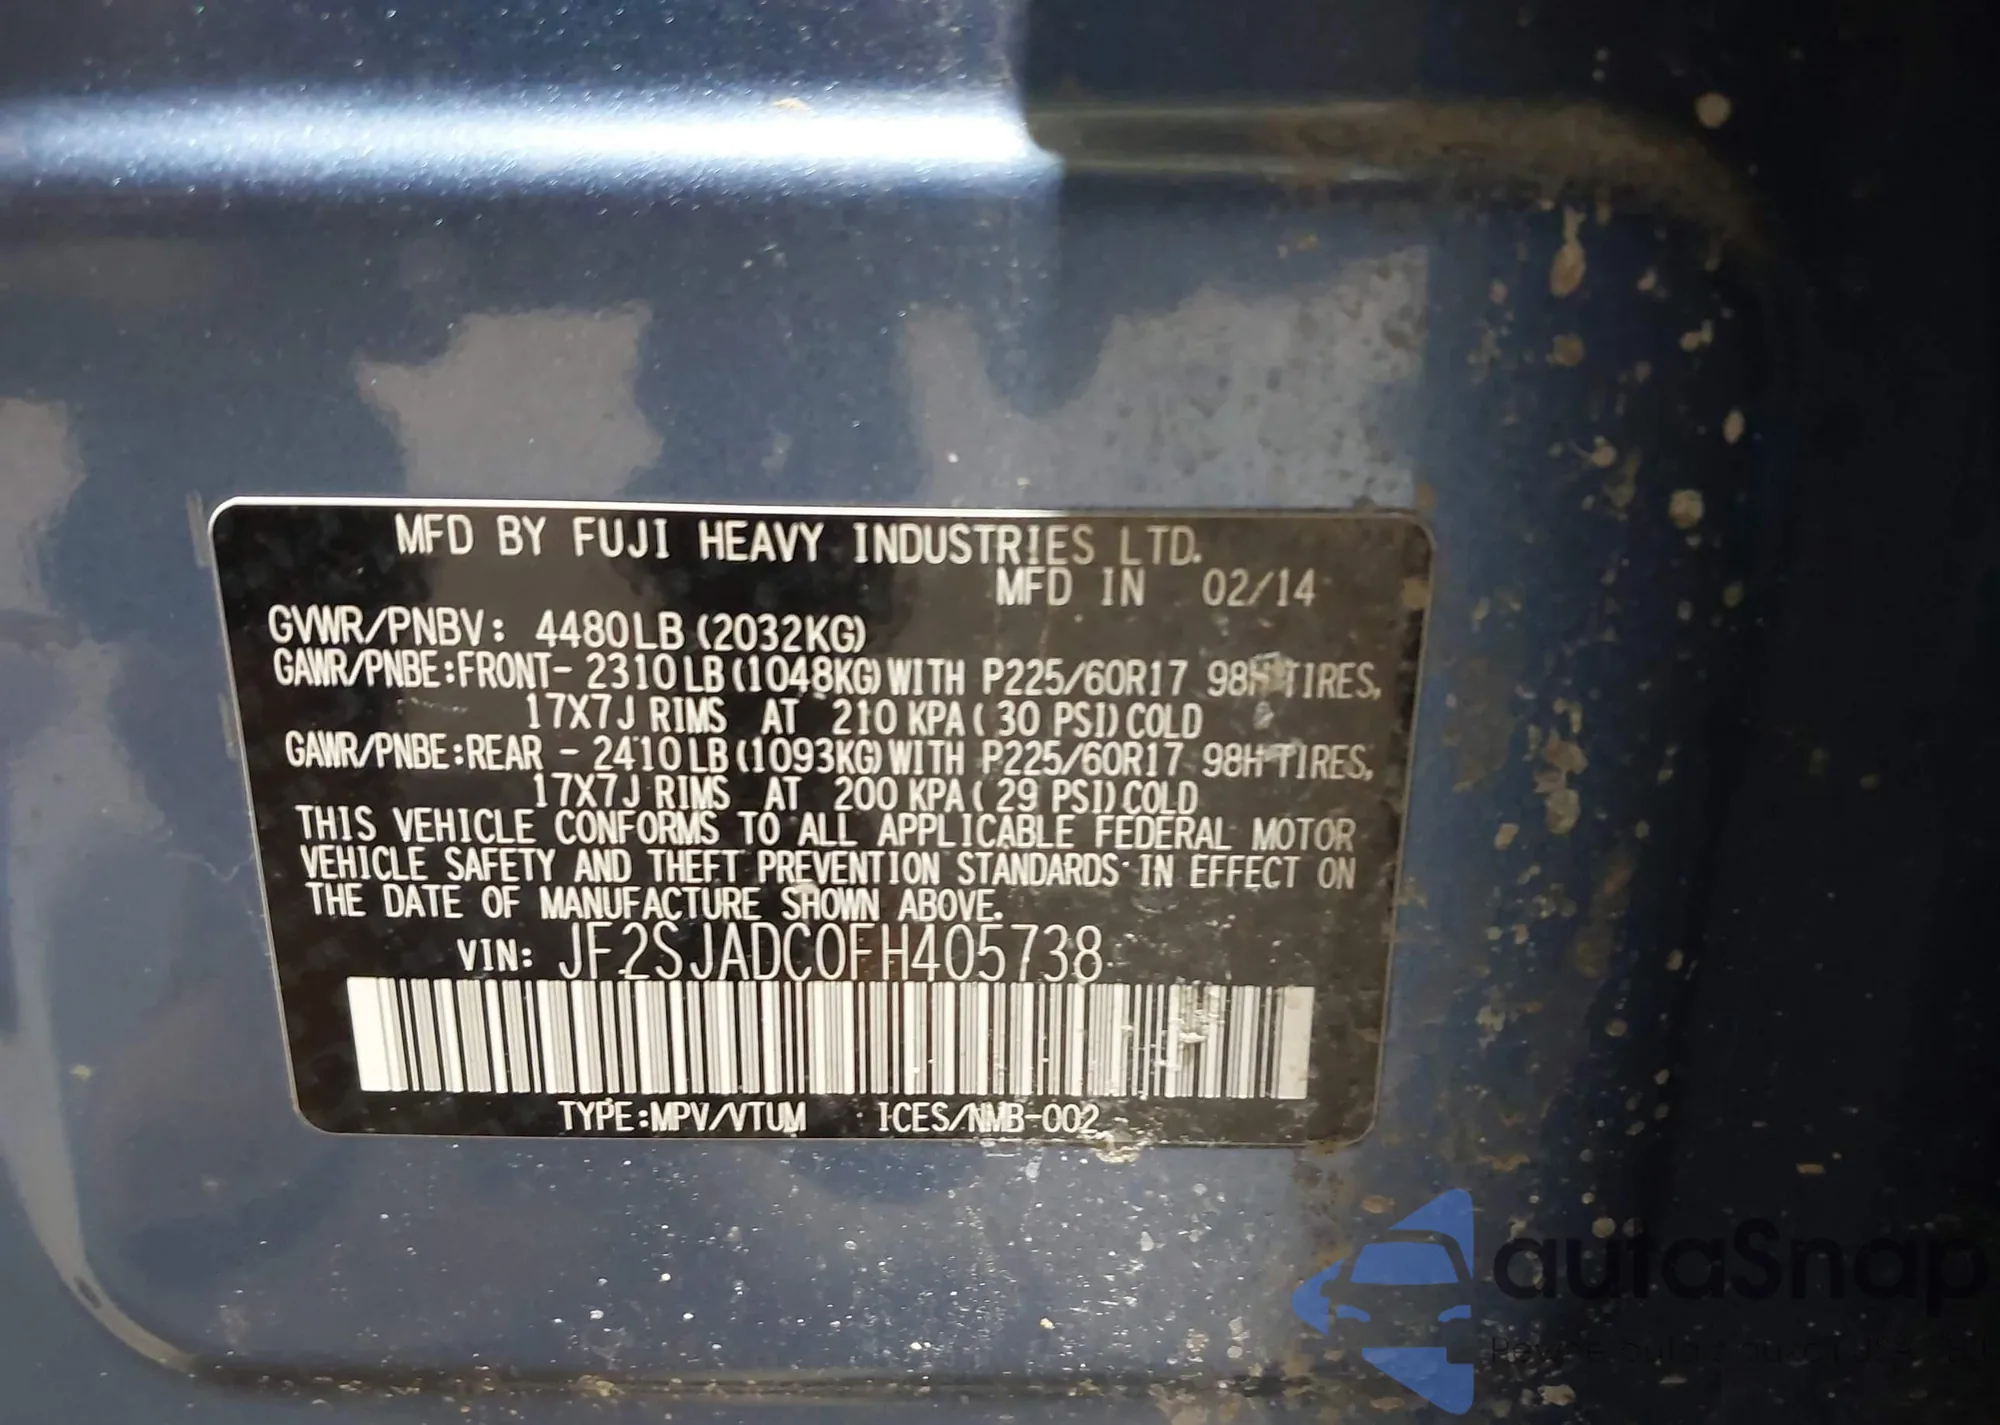 MFD BY FUJI HEAVY INDUSTRIES LTD.
MFD IN 02/14
GVWR/PNBV: 4480LB (2032KG)
GAWR/PNBE:FRONT- 2310LB(1048KG)WITH P225/60R17 98H TIRES,
17X7J RIMS AT 210 KPA( 30 PSI)COLD
GAWR/PNBE:REAR - 2410LB(1093KG)WITH P225/60R17 98H TIRES,
17X7J RIMS AT 200 KPA( 29 PSI)COLD
THIS VEHICLE CONFORMS TO ALL APPLICABLE FEDERAL MOTOR
VEHICLE SAFETY AND THEFT PREVENTION STANDARDS IN EFFECT ON
THE DATE OF MANUFACTURE SHOWN ABOVE.
VIN: JF2SJADC0FH405738
TYPE:MPV/VTUM ICES/NMB-002
autaSnap